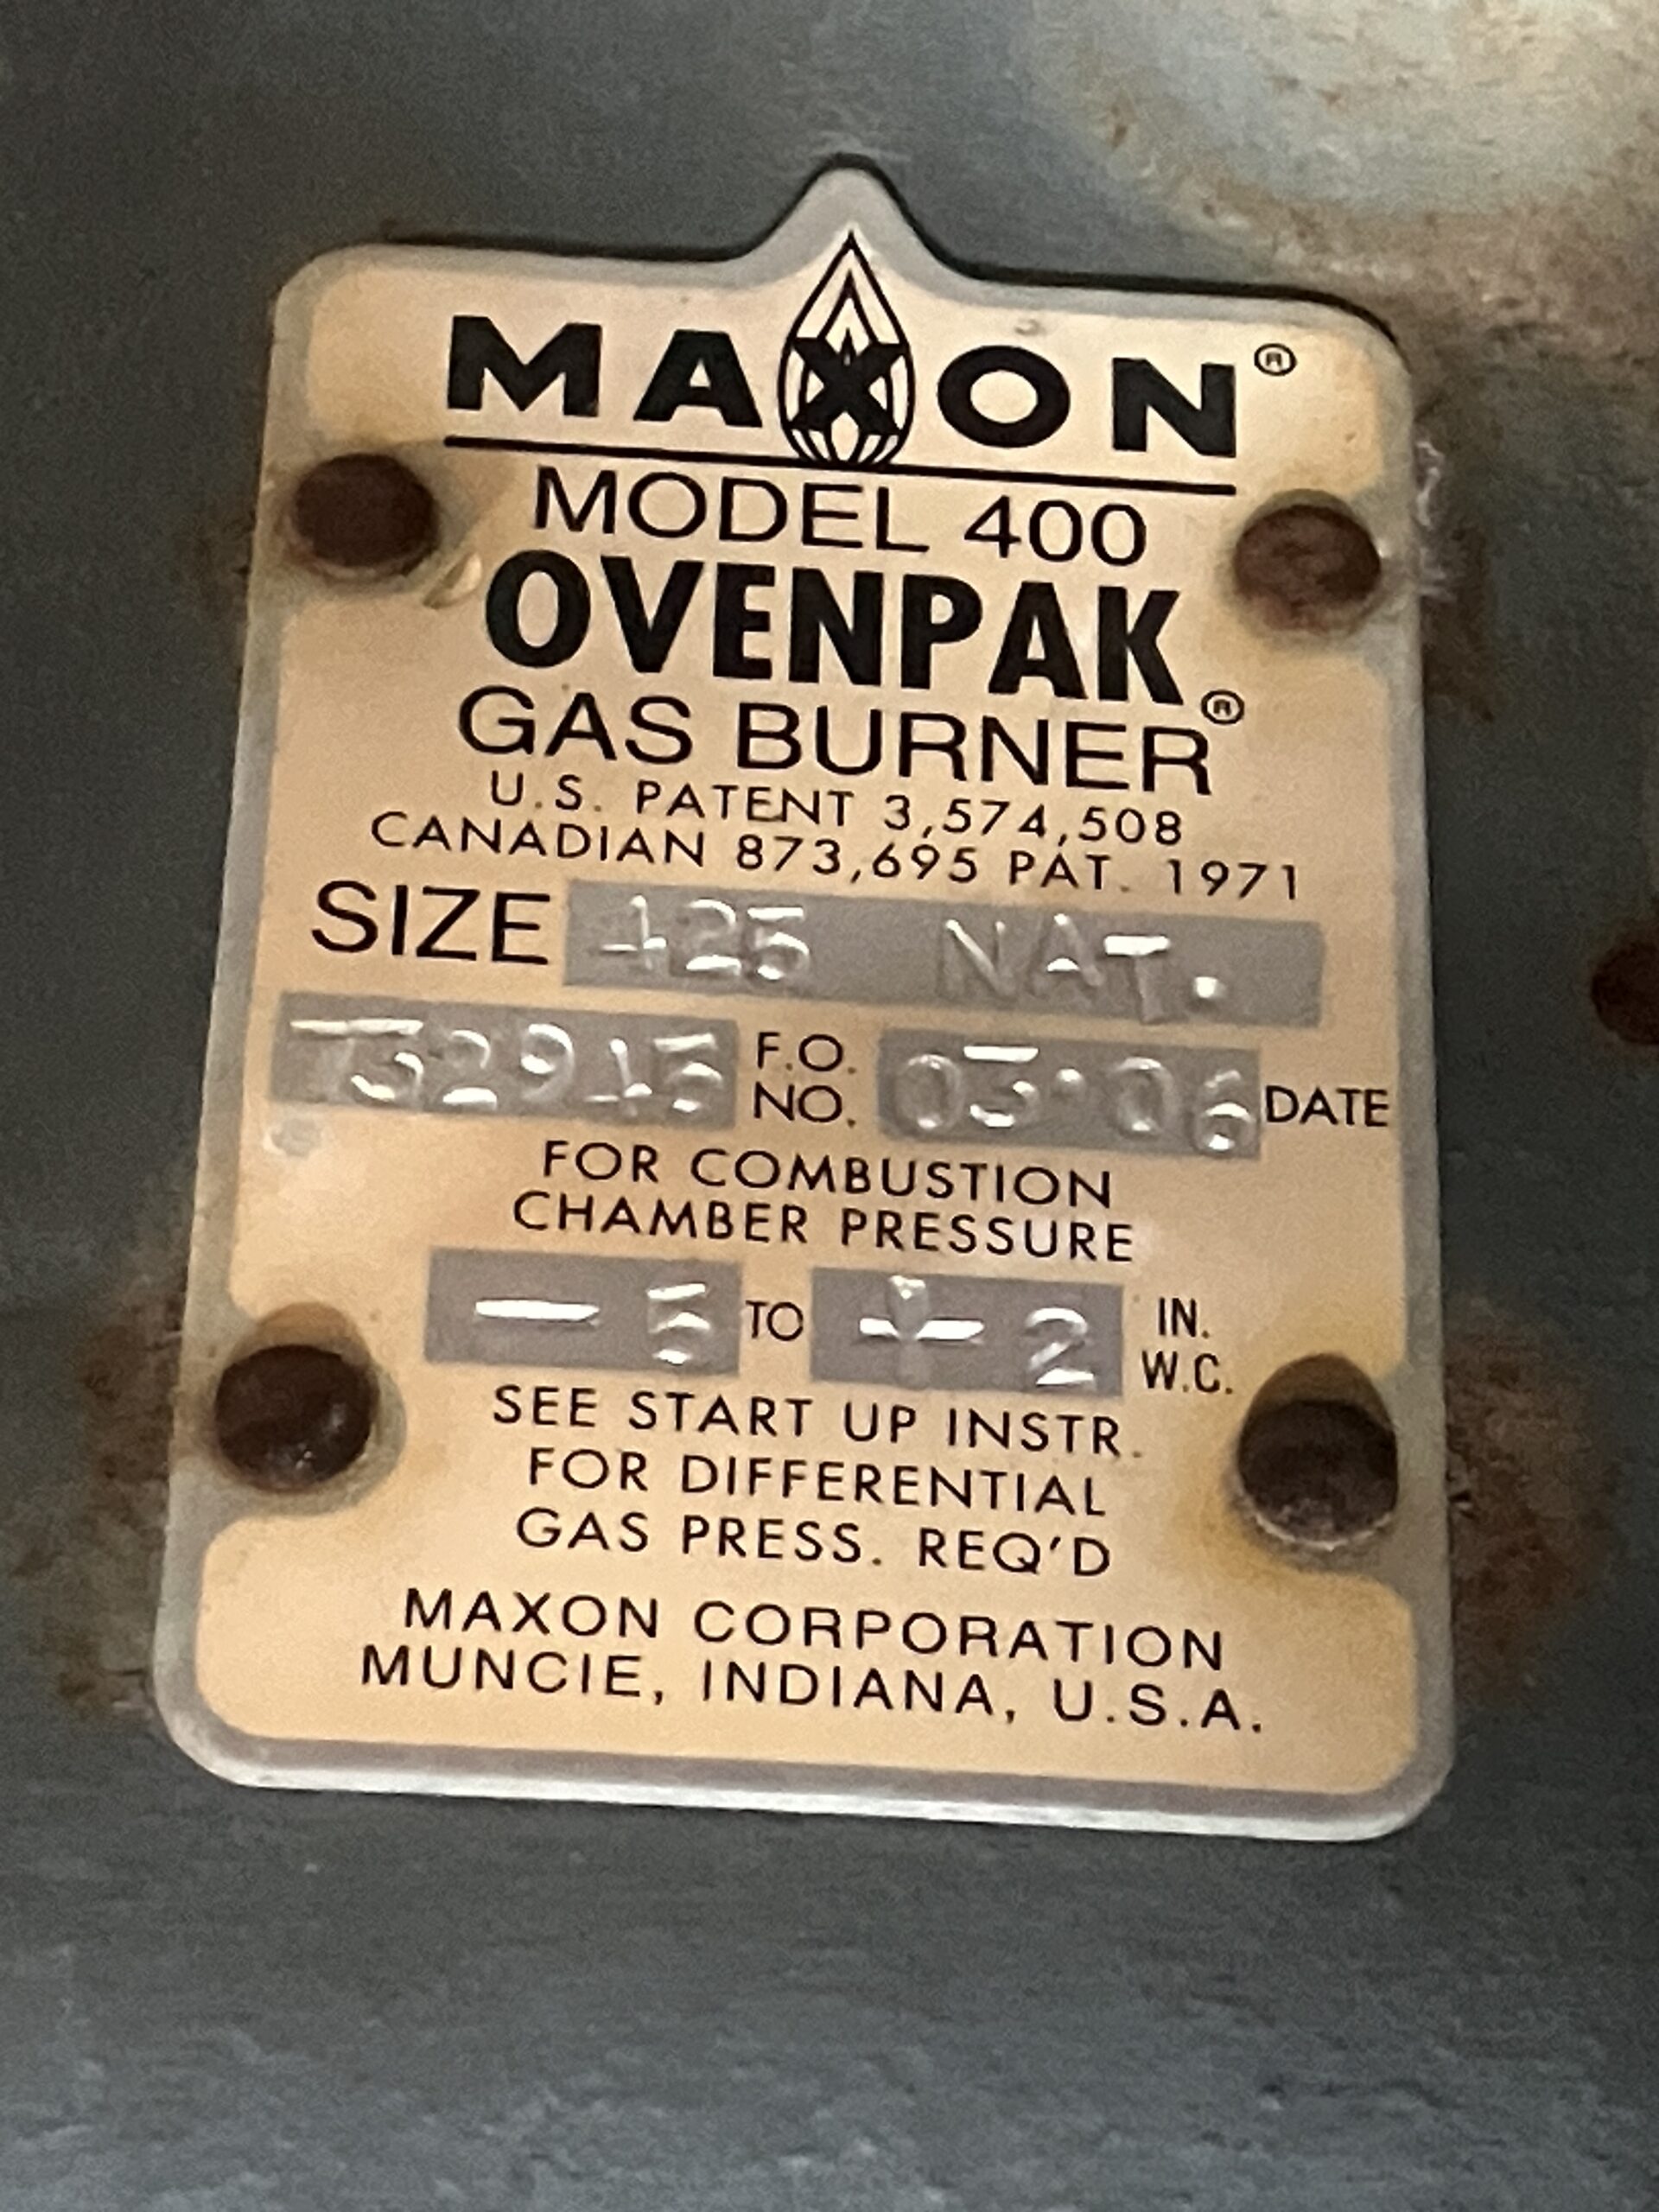 MAXON®
MODEL 400
OVENPAK®
GAS BURNER
U.S. PATENT 3,574,508
CANADIAN 873,695 PAT. 1971
SIZE 425 NAT.
F.O. NO. 03•06 DATE
FOR COMBUSTION
CHAMBER PRESSURE
— 5 TO + 2 IN. W.C.
SEE START UP INSTR.
FOR DIFFERENTIAL
GAS PRESS. REQ'D
MAXON CORPORATION
MUNCIE, INDIANA, U.S.A.